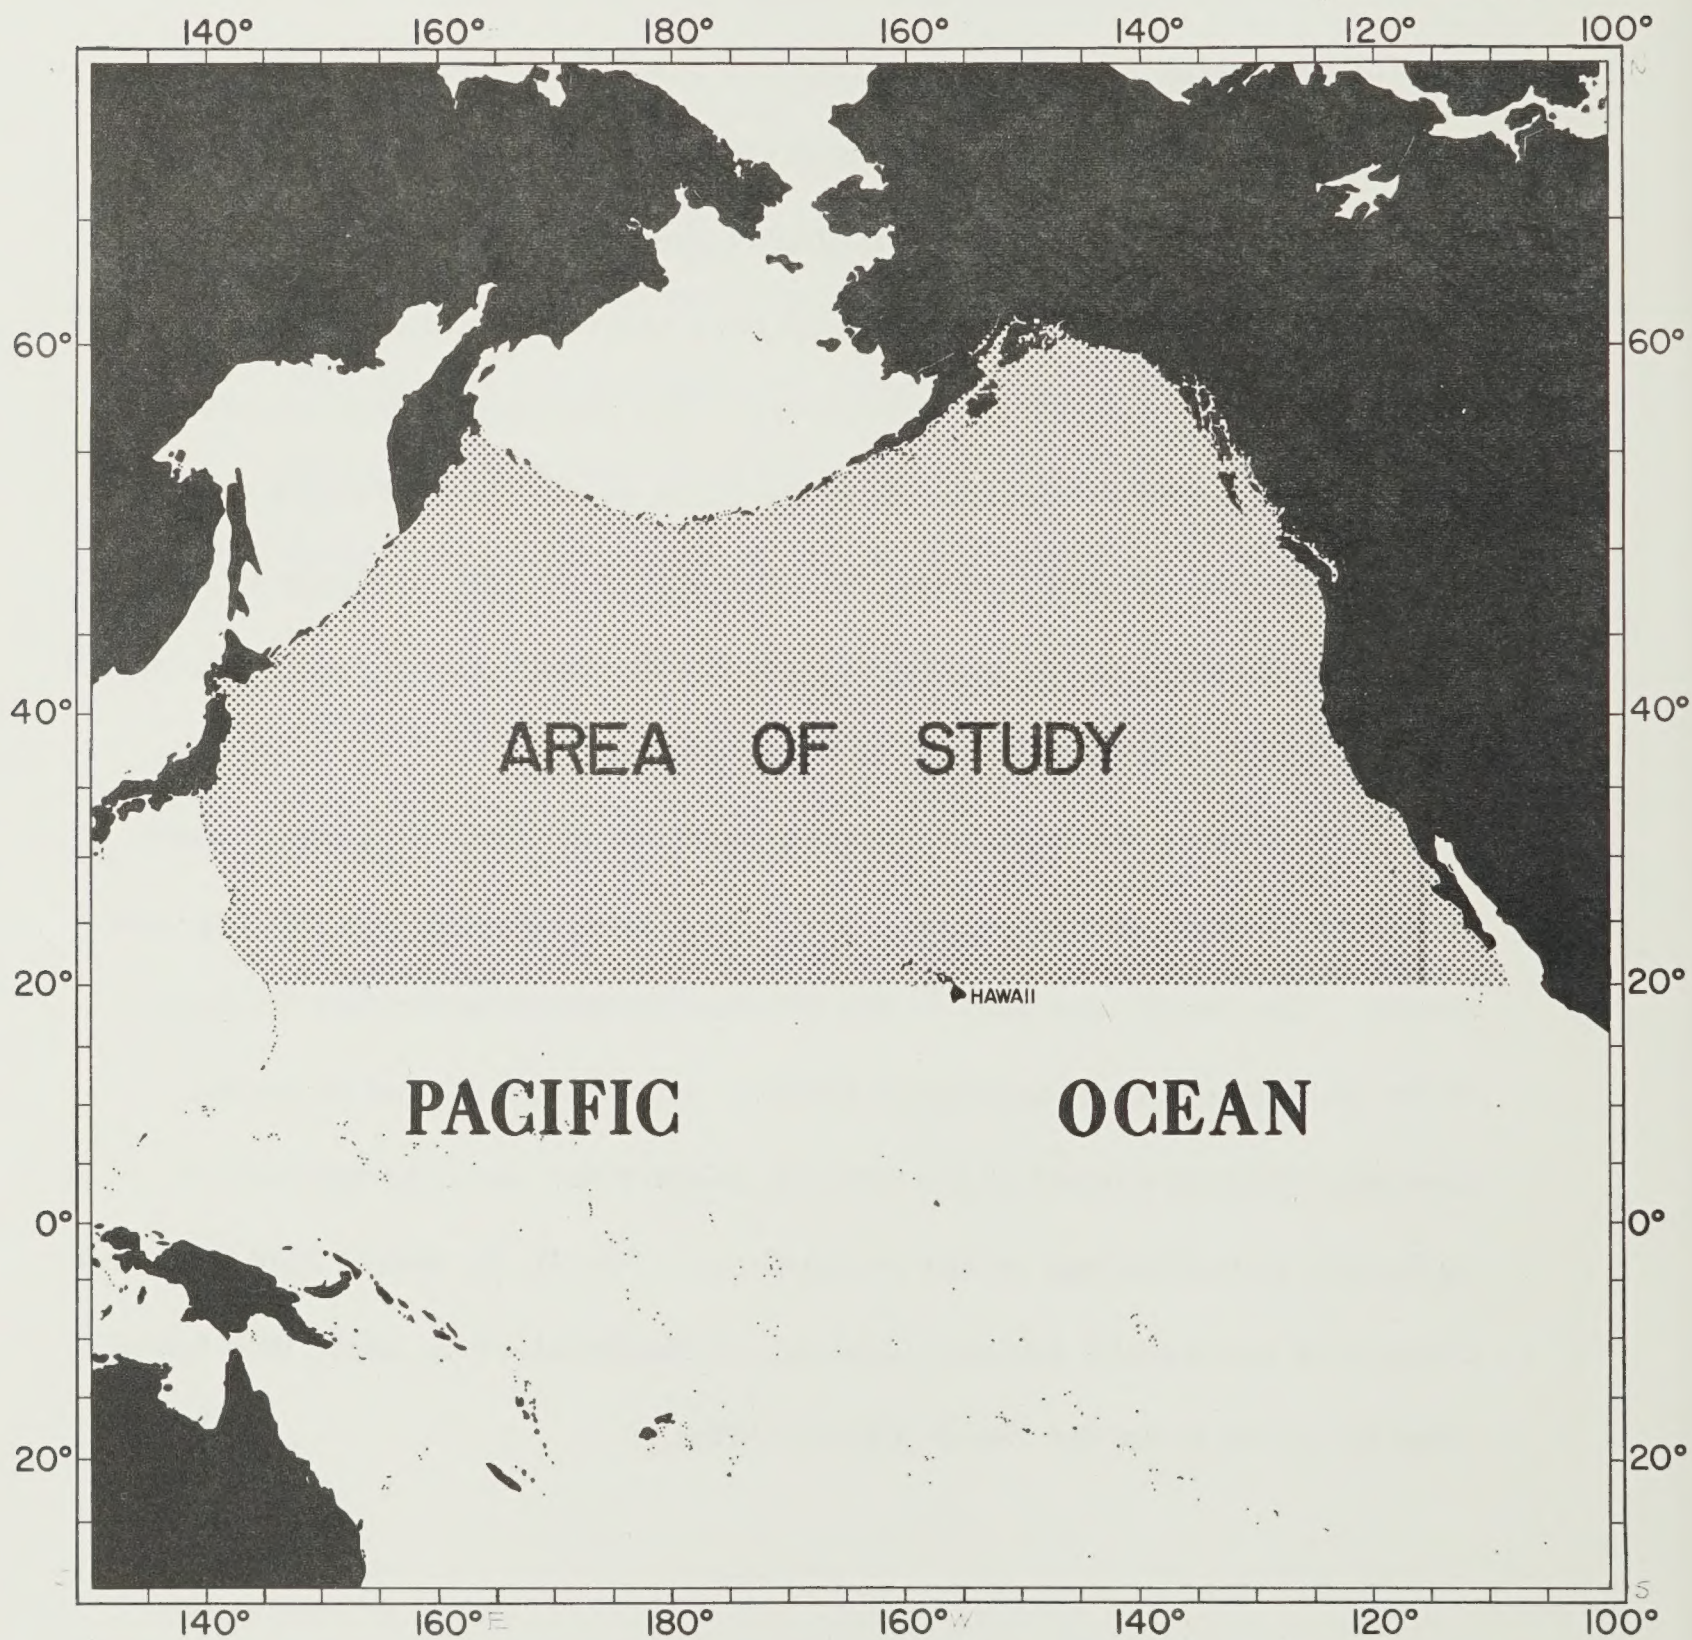 140° 160° 180° 160° 140° 120° 100°
N
60° 60°
40° 40°
AREA OF STUDY
20° 20°
HAWAII
PACIFIC OCEAN
0° 0°
20° 20°
S
140° 160° E 180° 160° W 140° 120° 100°